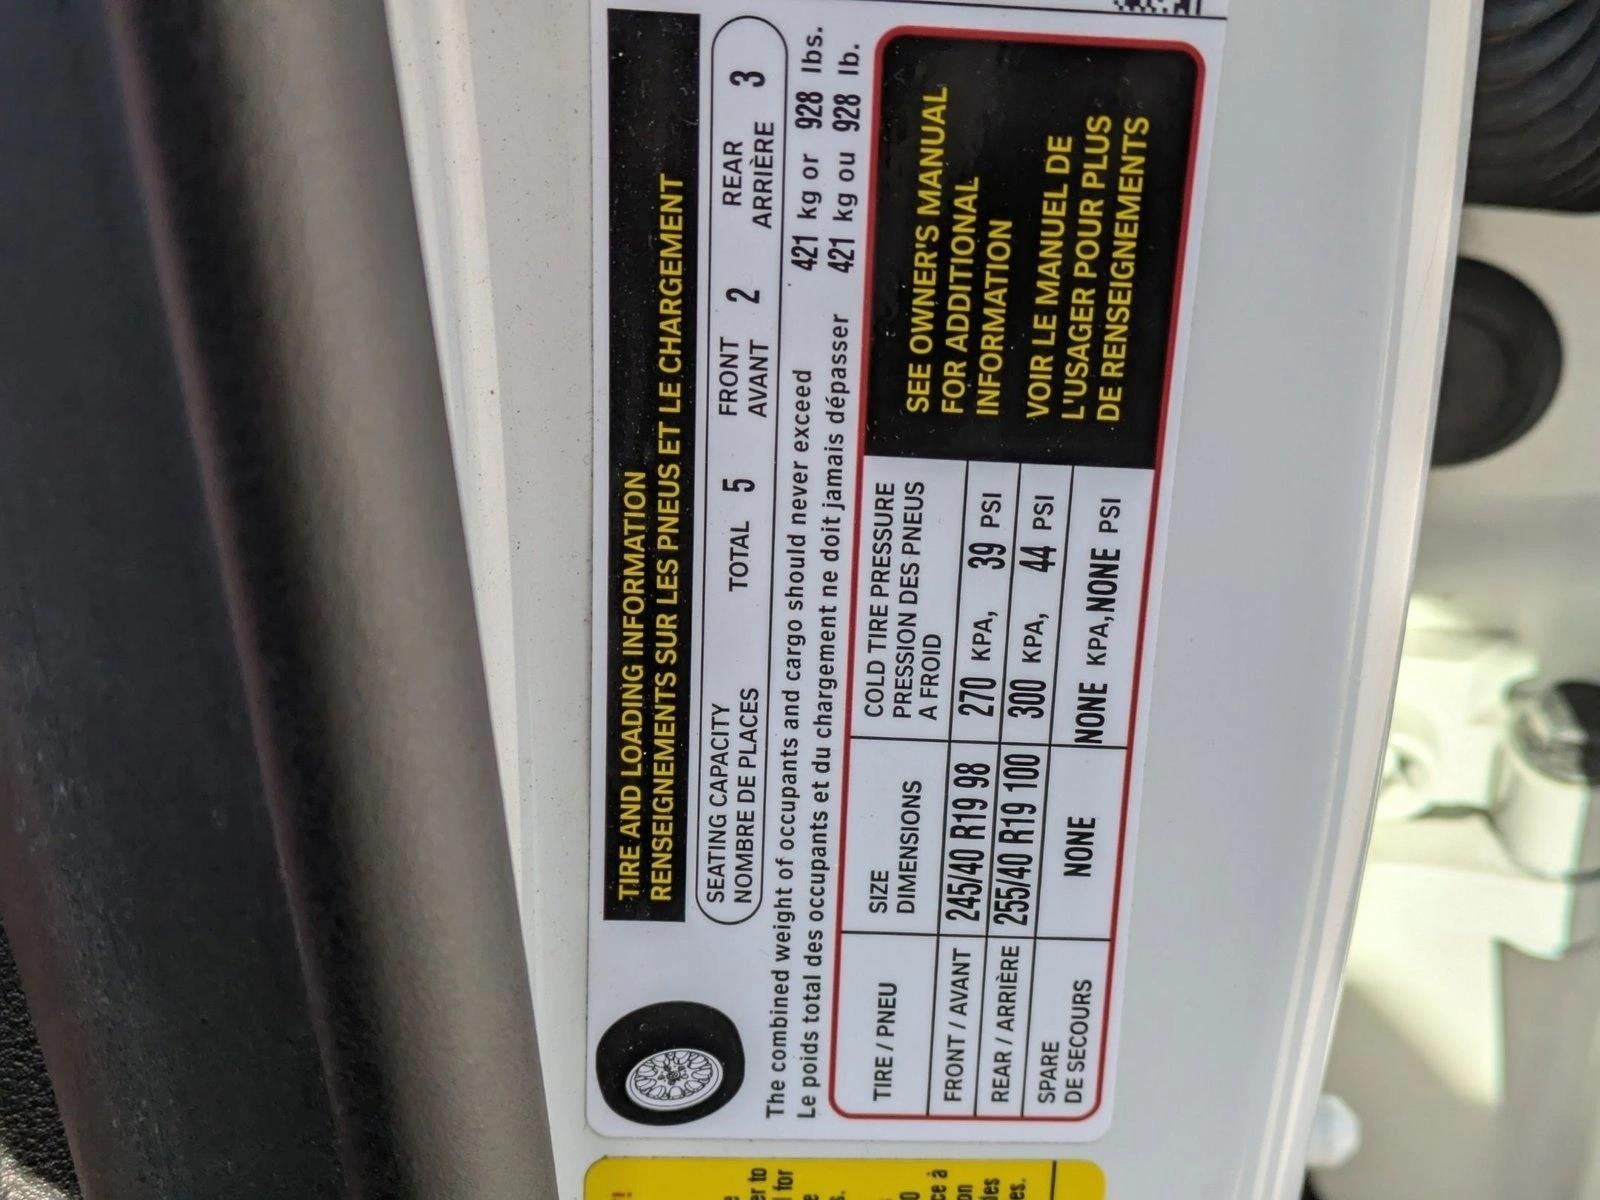 TIRE AND LOADING INFORMATION
RENSEIGNEMENTS SUR LES PNEUS ET LE CHARGEMENT
SEATING CAPACITY
NOMBRE DE PLACES
TOTAL 5
FRONT
AVANT 2
REAR
ARRIÈRE 3
The combined weight of occupants and cargo should never exceed 421 kg or 928 lbs.
Le poids total des occupants et du chargement ne doit jamais dépasser 421 kg ou 928 lb.
TIRE / PNEU
SIZE
DIMENSIONS
COLD TIRE PRESSURE
PRESSION DES PNEUS
A FROID
FRONT / AVANT 245/40 R19 98 270 KPA, 39 PSI
REAR / ARRIÈRE 255/40 R19 100 300 KPA, 44 PSI
SPARE
DE SECOURS NONE NONE KPA, NONE PSI
SEE OWNER'S MANUAL
FOR ADDITIONAL
INFORMATION
VOIR LE MANUEL DE
L'USAGER POUR PLUS
DE RENSEIGNEMENTS